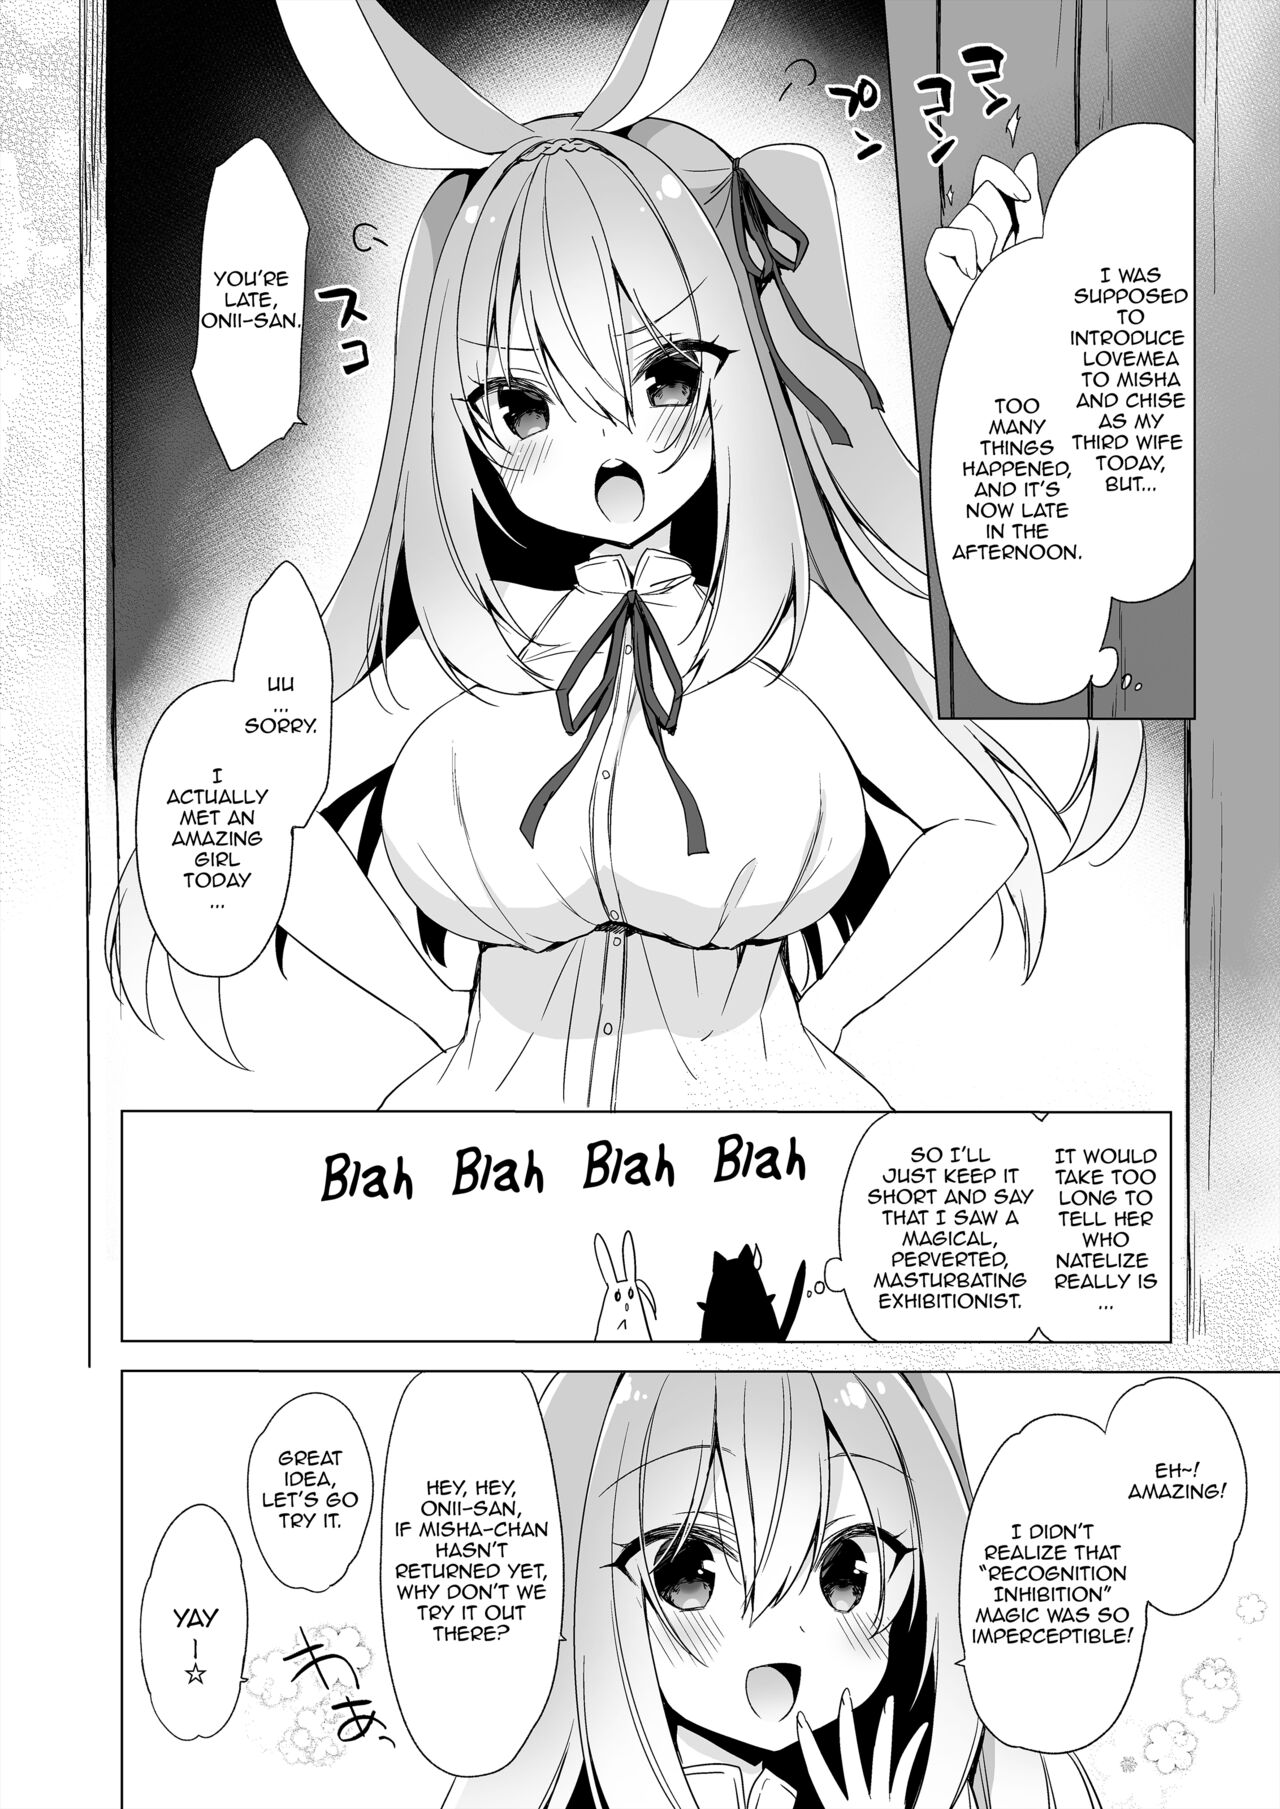 コン
コン
I WAS
SUPPOSED
TO
INTRODUCE
LOVEMEA
TO MISHA
AND CHISE
AS MY
THIRD WIFE
TODAY,
BUT...
TOO
MANY
THINGS
HAPPENED,
AND IT'S
NOW LATE
IN THE
AFTERNOON.
ペン
スコ
YOU'RE
LATE,
ONII-SAN.
UU
...
SORRY.
I
ACTUALLY
MET AN
AMAZING
GIRL
TODAY
...
IT WOULD
TAKE TOO
LONG TO
TELL HER
WHO
NATELIZE
REALLY IS
...
SO I'LL
JUST KEEP IT
SHORT AND SAY
THAT I SAW A
MAGICAL,
PERVERTED,
MASTURBATING
EXHIBITIONIST.
Blah Blah Blah Blah
EH~!
AMAZING!
I DIDN'T
REALIZE THAT
"RECOGNITION
INHIBITION"
MAGIC WAS SO
IMPERCEPTIBLE!
HEY, HEY,
ONII-SAN,
IF MISHA-CHAN
HASN'T
RETURNED YET,
WHY DON'T WE
TRY IT OUT
THERE?
GREAT
IDEA,
LET'S GO
TRY IT.
YAY
ー
☆
わぁ、